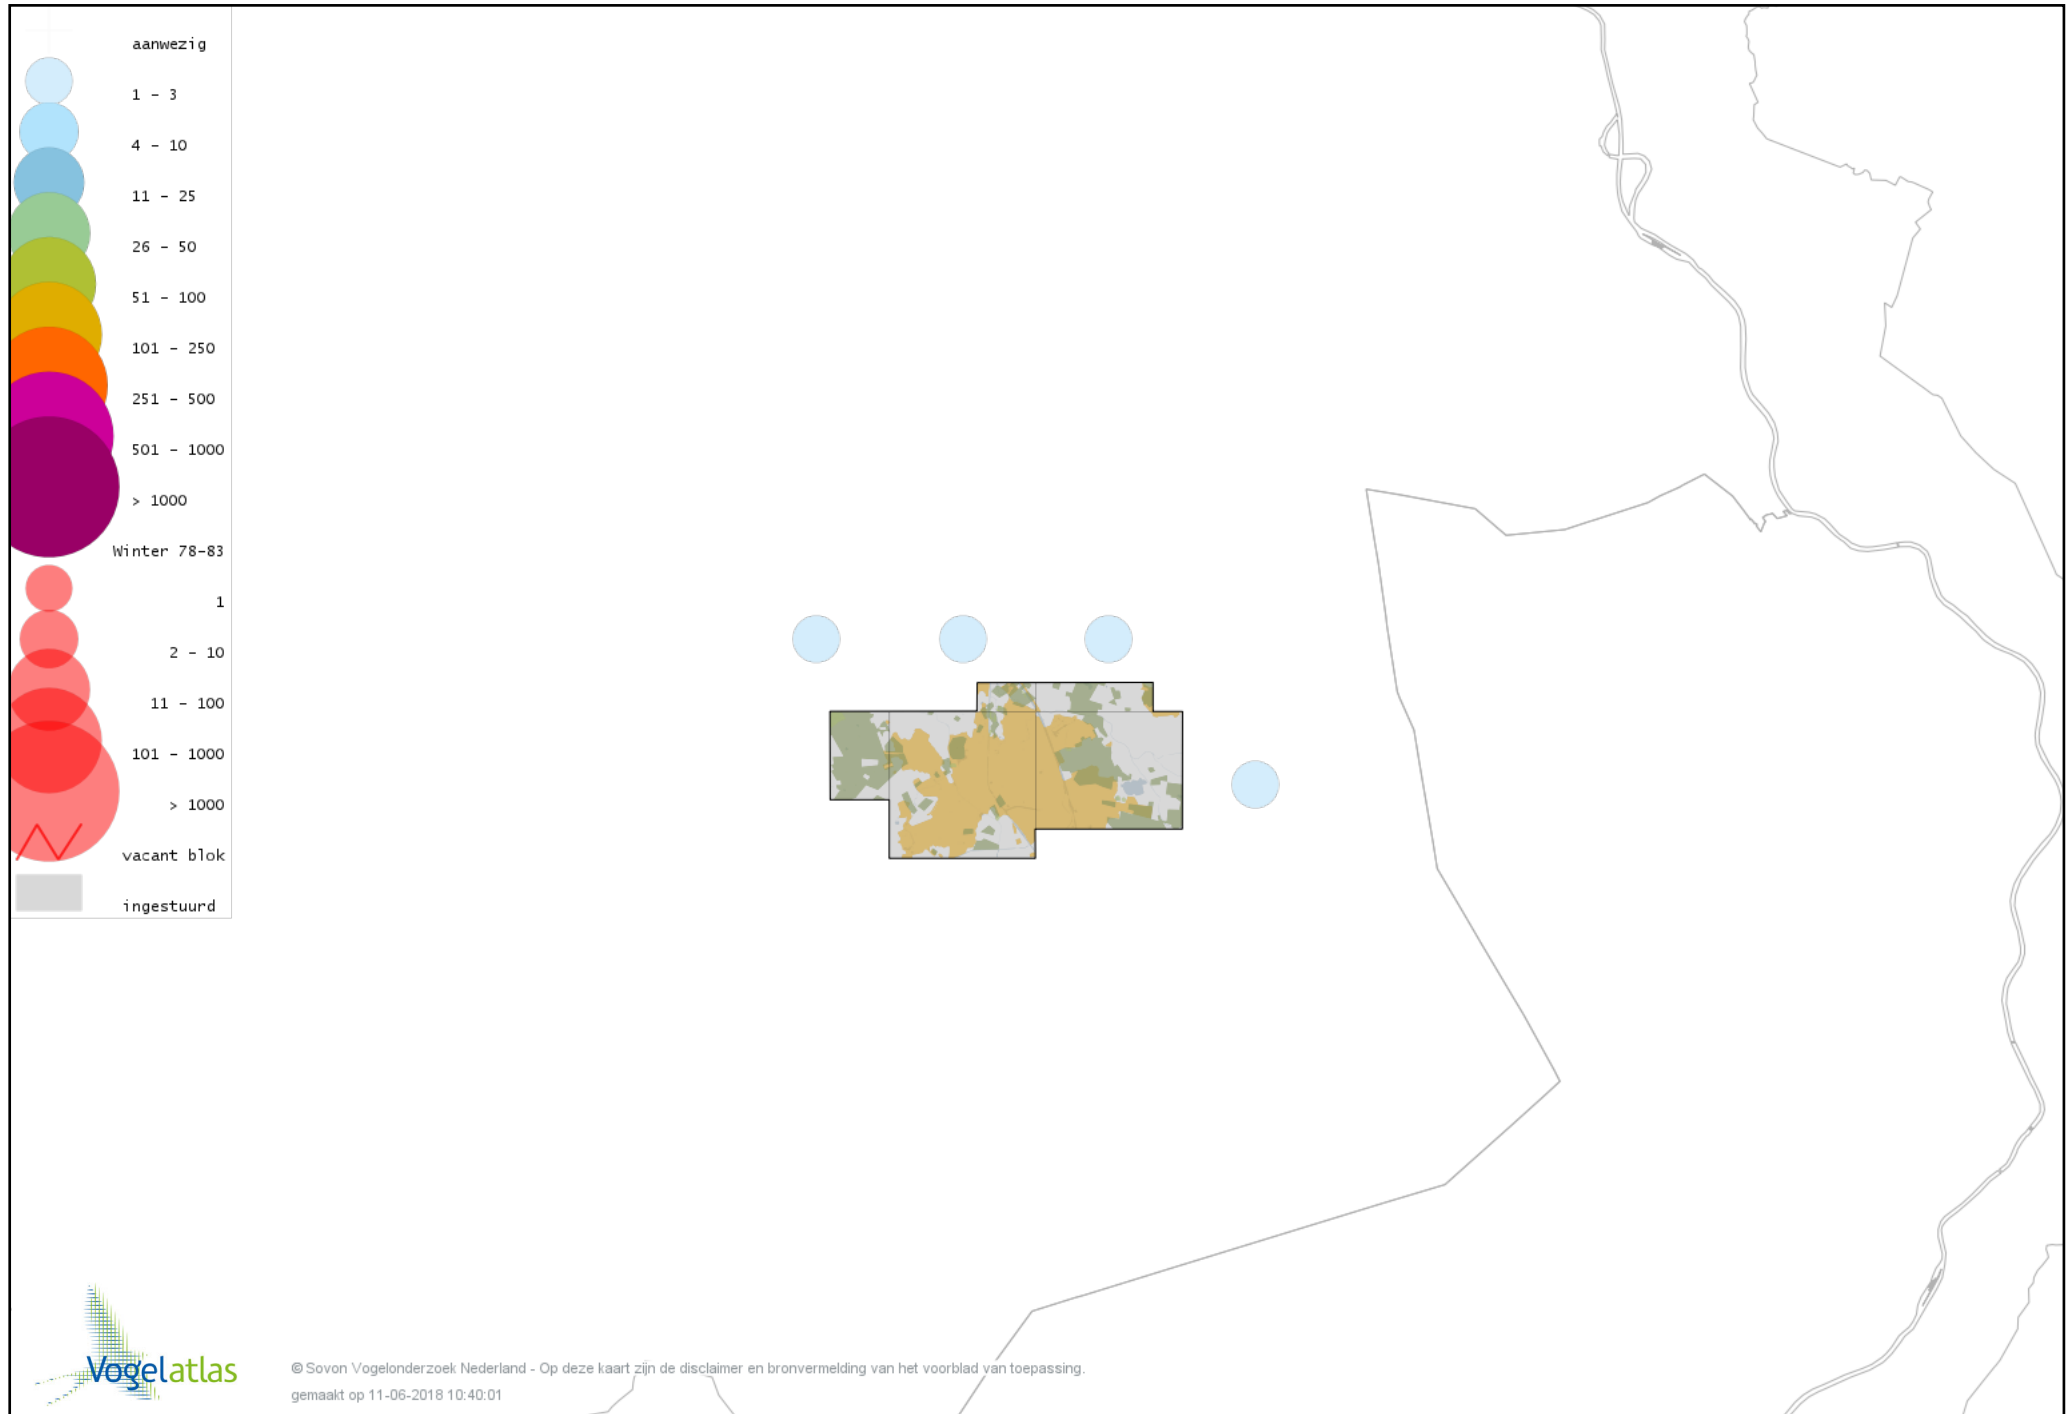 aanwezig
1 - 3
4 - 10
11 - 25
26 - 50
51 - 100
101 - 250
251 - 500
501 - 1000
> 1000
Winter 78-83
1
2 - 10
11 - 100
101 - 1000
> 1000
vacant blok
ingestuurd
Vogelatlas
© Sovon Vogelonderzoek Nederland - Op deze kaart zijn de disclaimer en bronvermelding van het voorblad van toepassing.
gemaakt op 11-06-2018 10:40:01